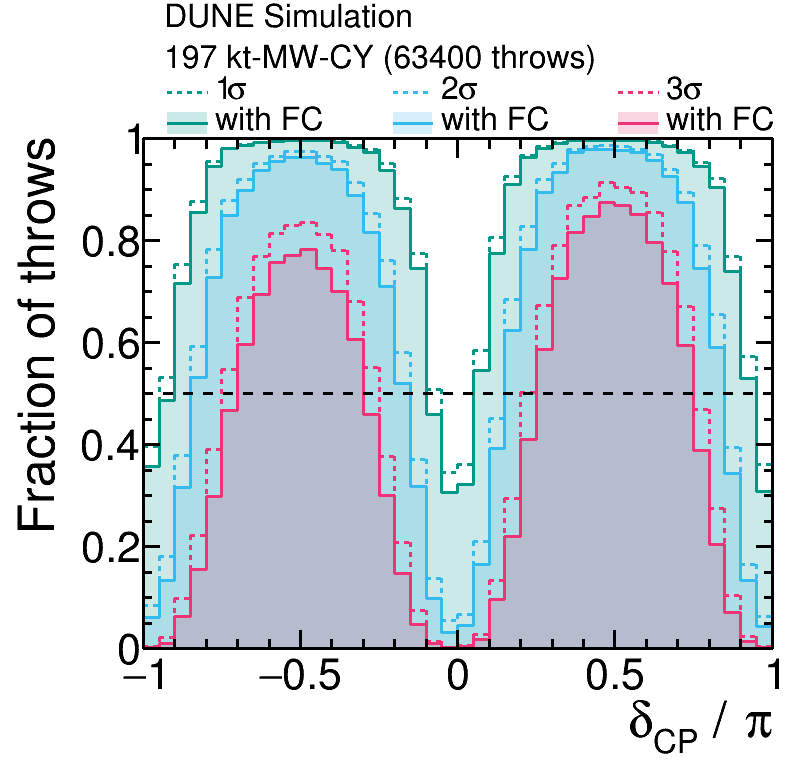 DUNE Simulation
197 kt-MW-CY (63400 throws)
1σ 2σ 3σ
with FC with FC with FC
Fraction of throws
1
0.8
0.6
0.4
0.2
0
−1 −0.5 0 0.5 1
δCP / π